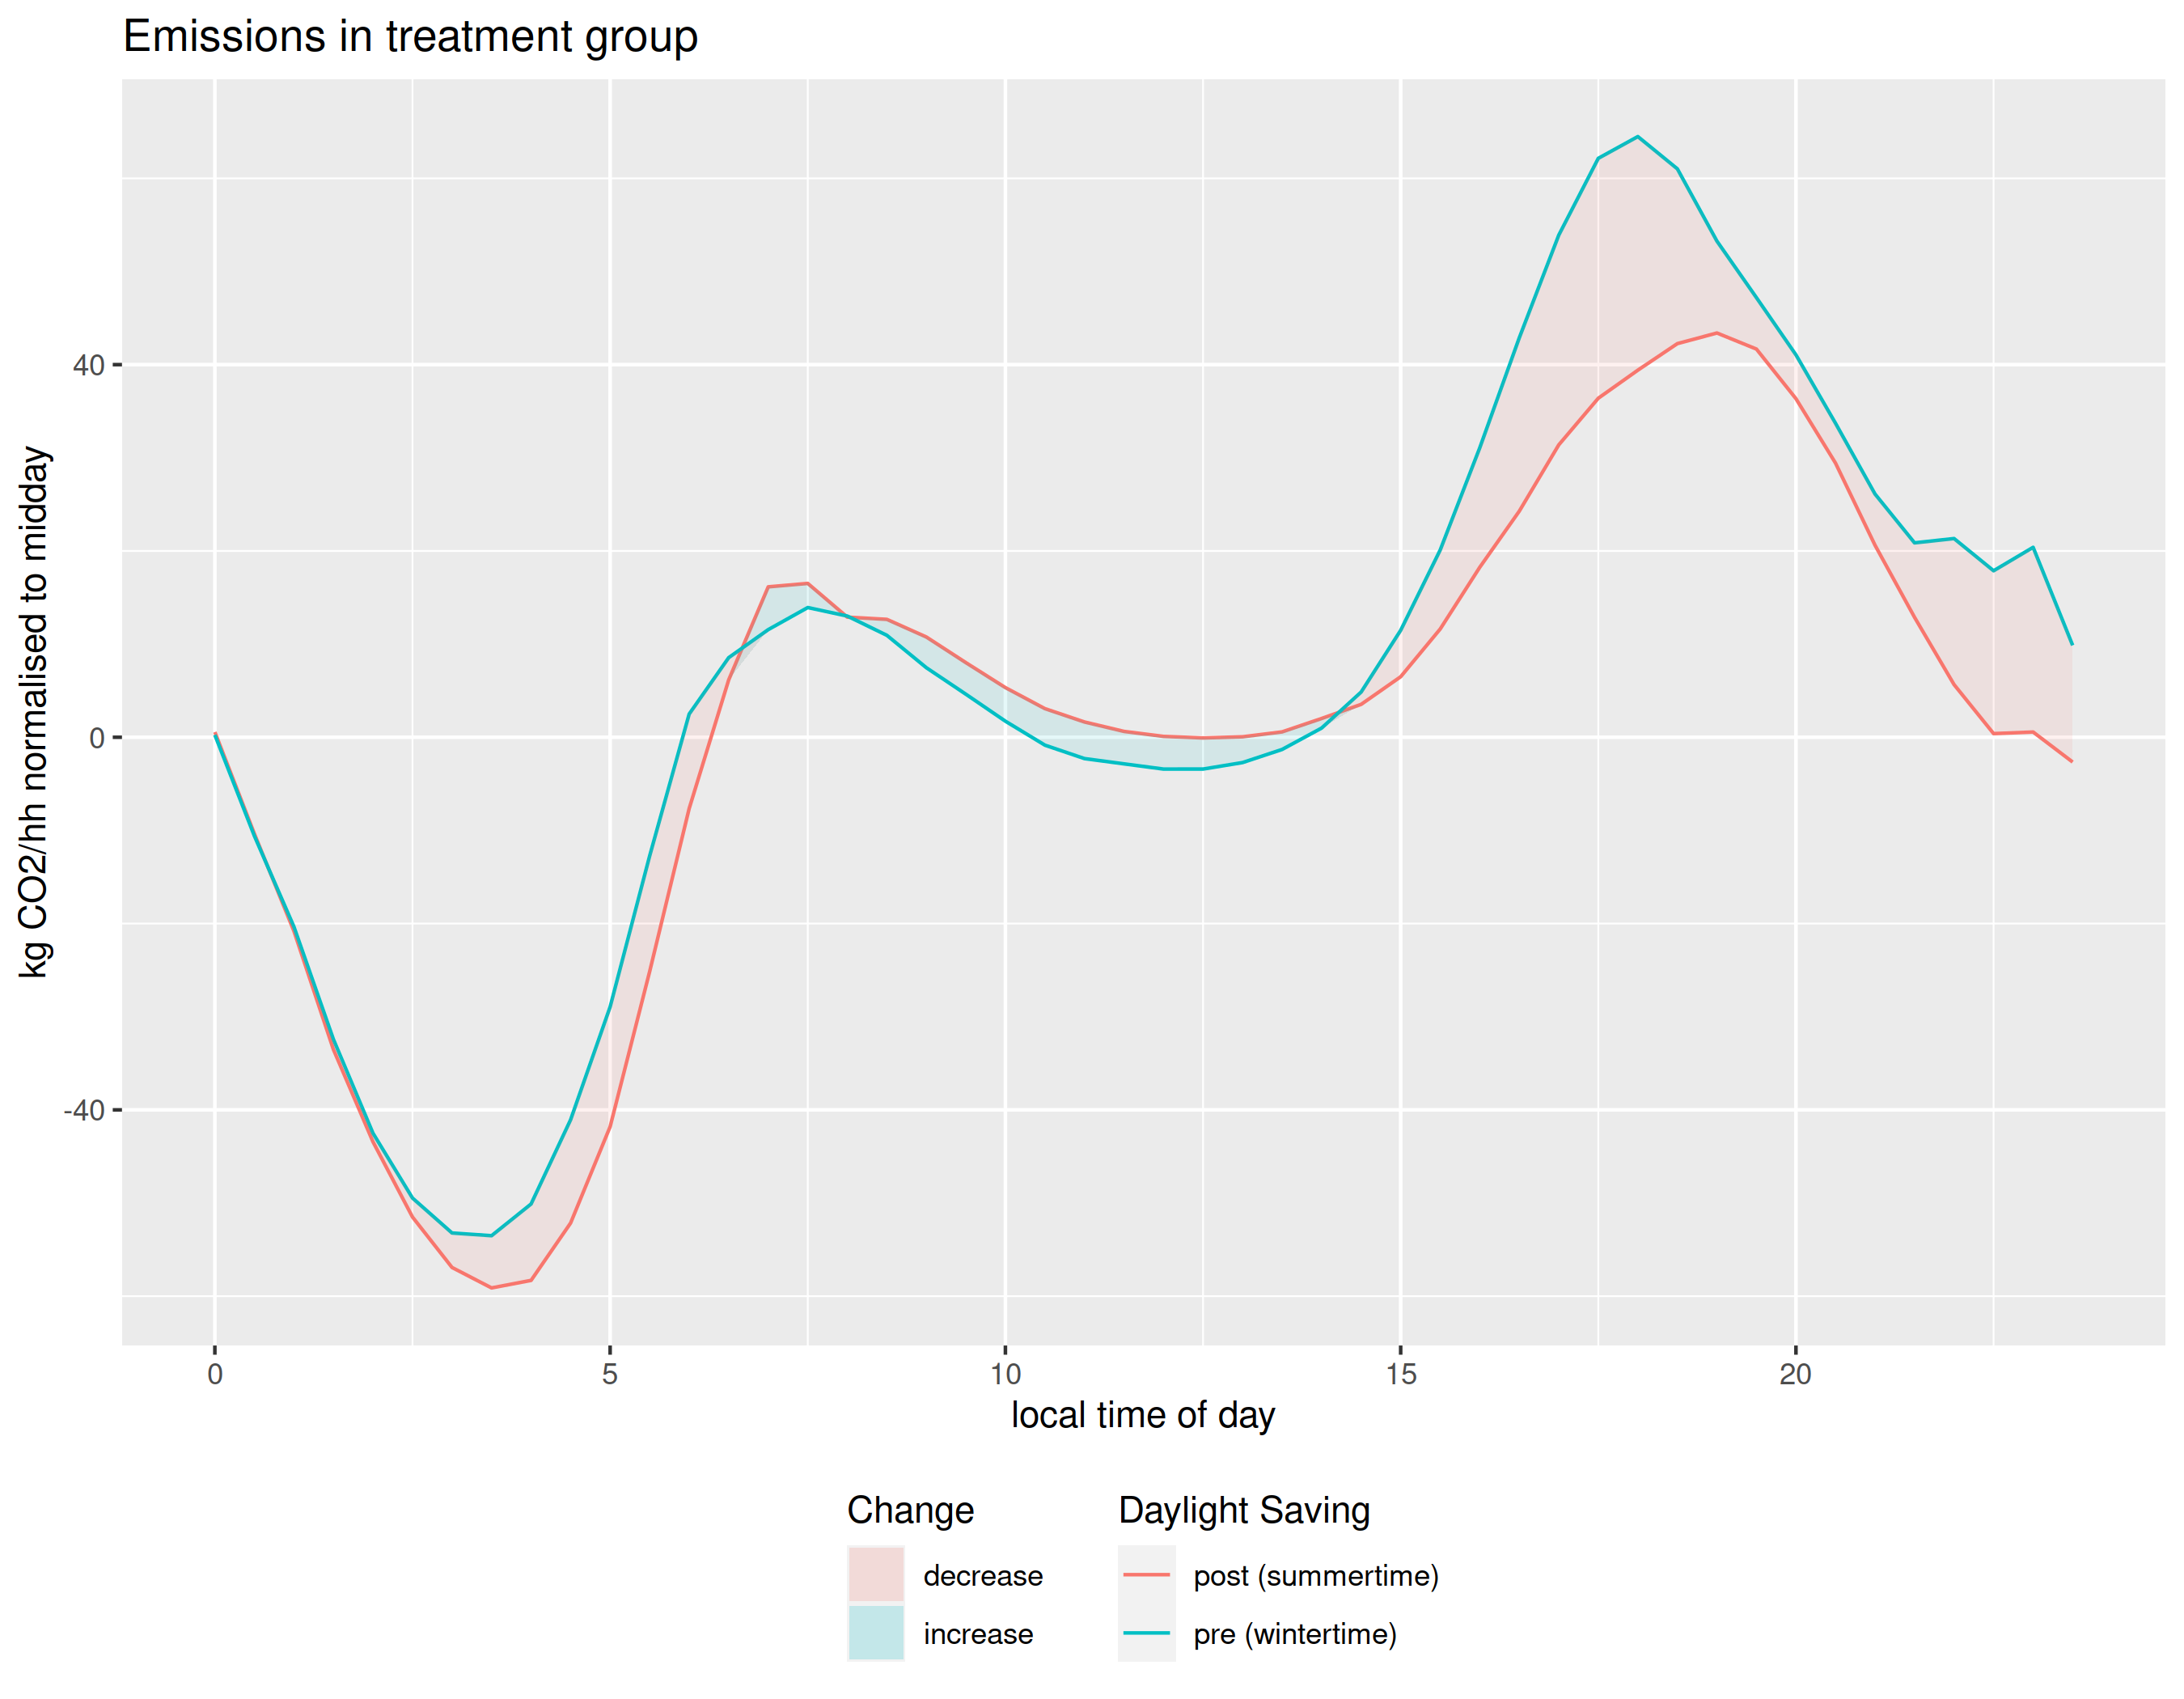 Emissions in treatment group
kg CO2/hh normalised to midday
40
0
-40
0 5 10 15 20
local time of day
Change
decrease
increase
Daylight Saving
post (summertime)
pre (wintertime)